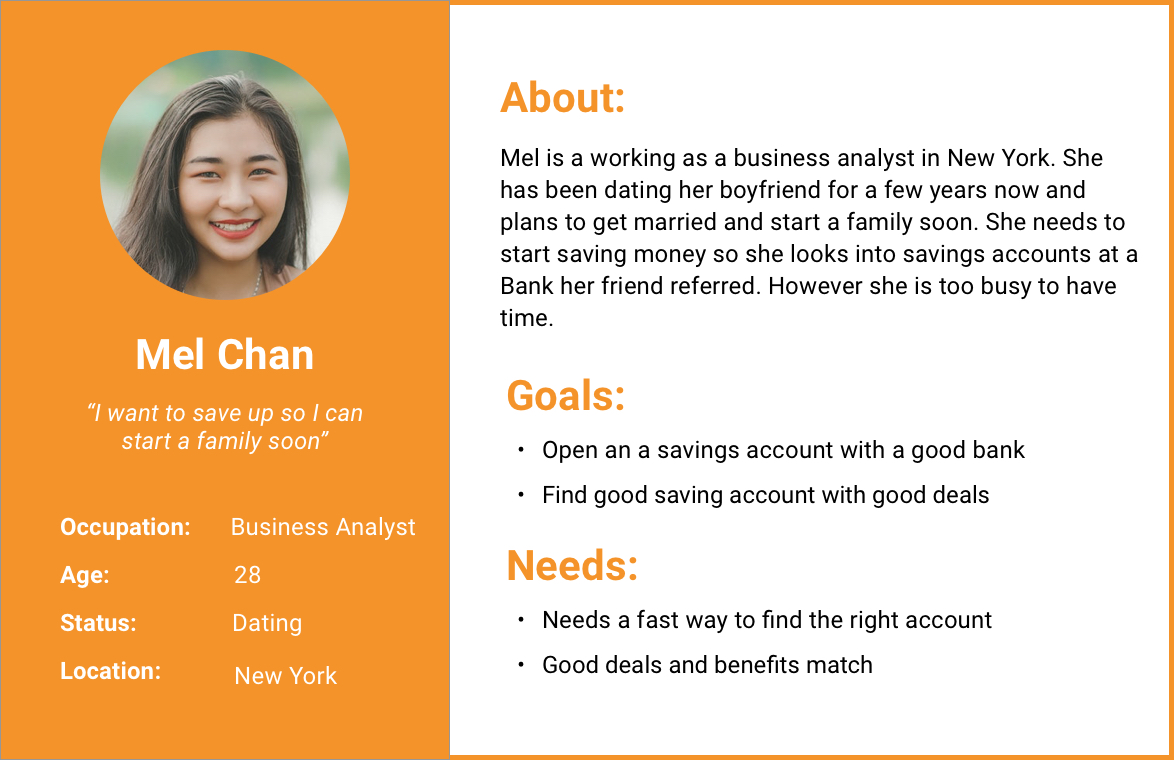 Mel Chan
“I want to save up so I can
start a family soon”
Occupation: Business Analyst
Age: 28
Status: Dating
Location: New York
About:
Mel is a working as a business analyst in New York. She
has been dating her boyfriend for a few years now and
plans to get married and start a family soon. She needs to
start saving money so she looks into savings accounts at a
Bank her friend referred. However she is too busy to have
time.
Goals:
• Open an a savings account with a good bank
• Find good saving account with good deals
Needs:
• Needs a fast way to find the right account
• Good deals and benefits match